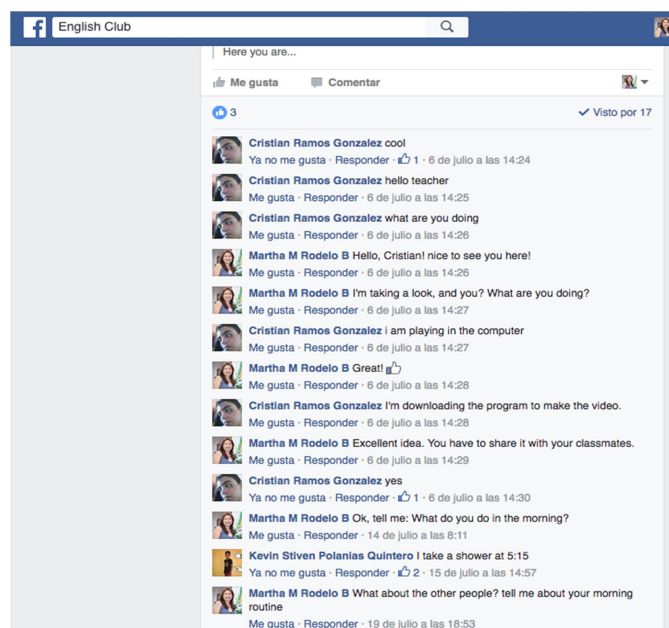 English Club
Here you are...
Me gusta Comentar
3 Visto por 17
Cristian Ramos Gonzalez cool
Ya no me gusta · Responder · 1 · 6 de julio a las 14:24
Cristian Ramos Gonzalez hello teacher
Me gusta · Responder · 6 de julio a las 14:25
Cristian Ramos Gonzalez what are you doing
Me gusta · Responder · 6 de julio a las 14:26
Martha M Rodelo B Hello, Cristian! nice to see you here!
Me gusta · Responder · 6 de julio a las 14:26
Martha M Rodelo B I'm taking a look, and you? What are you doing?
Me gusta · Responder · 6 de julio a las 14:27
Cristian Ramos Gonzalez i am playing in the computer
Me gusta · Responder · 6 de julio a las 14:27
Martha M Rodelo B Great!
Me gusta · Responder · 6 de julio a las 14:28
Cristian Ramos Gonzalez I'm downloading the program to make the video.
Me gusta · Responder · 6 de julio a las 14:28
Martha M Rodelo B Excellent idea. You have to share it with your classmates.
Me gusta · Responder · 6 de julio a las 14:29
Cristian Ramos Gonzalez yes
Ya no me gusta · Responder · 1 · 6 de julio a las 14:30
Martha M Rodelo B Ok, tell me: What do you do in the morning?
Me gusta · Responder · 14 de julio a las 8:11
Kevin Stiven Polanias Quintero I take a shower at 5:15
Ya no me gusta · Responder · 2 · 15 de julio a las 14:57
Martha M Rodelo B What about the other people? tell me about your morning
routine
Me gusta · Responder · 19 de julio a las 18:53